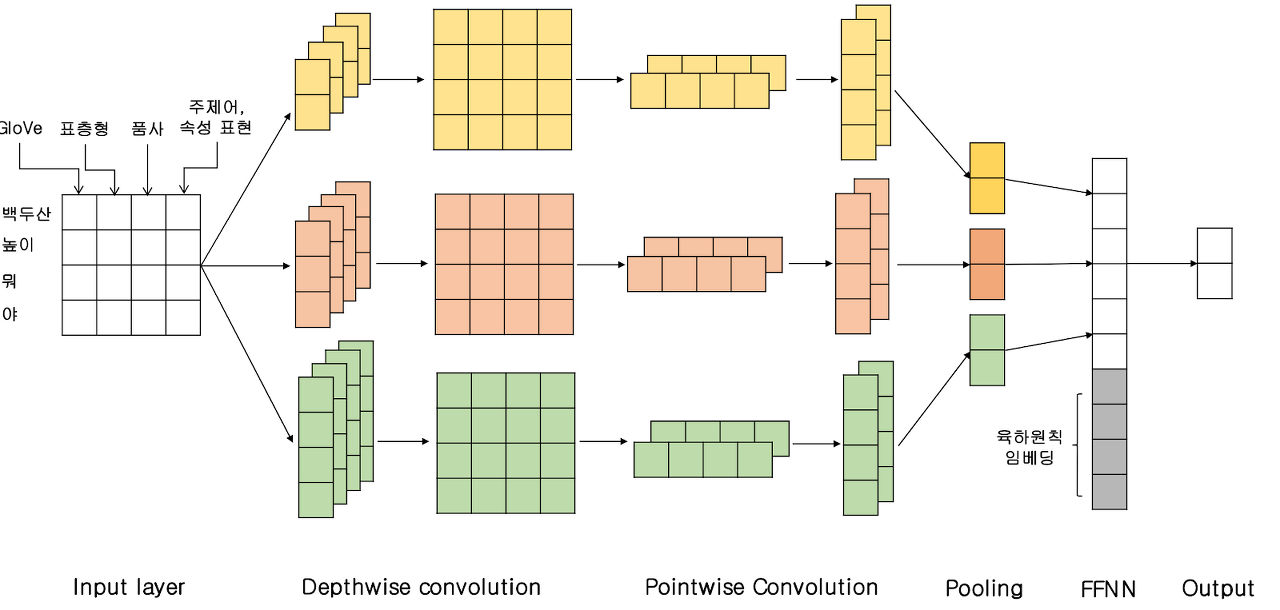 GloVe
표층형
품사
주제어,
속성 표현
백두산
높이
뭐
야
육하원칙
임베딩
Input layer
Depthwise convolution
Pointwise Convolution
Pooling
FFNN
Output